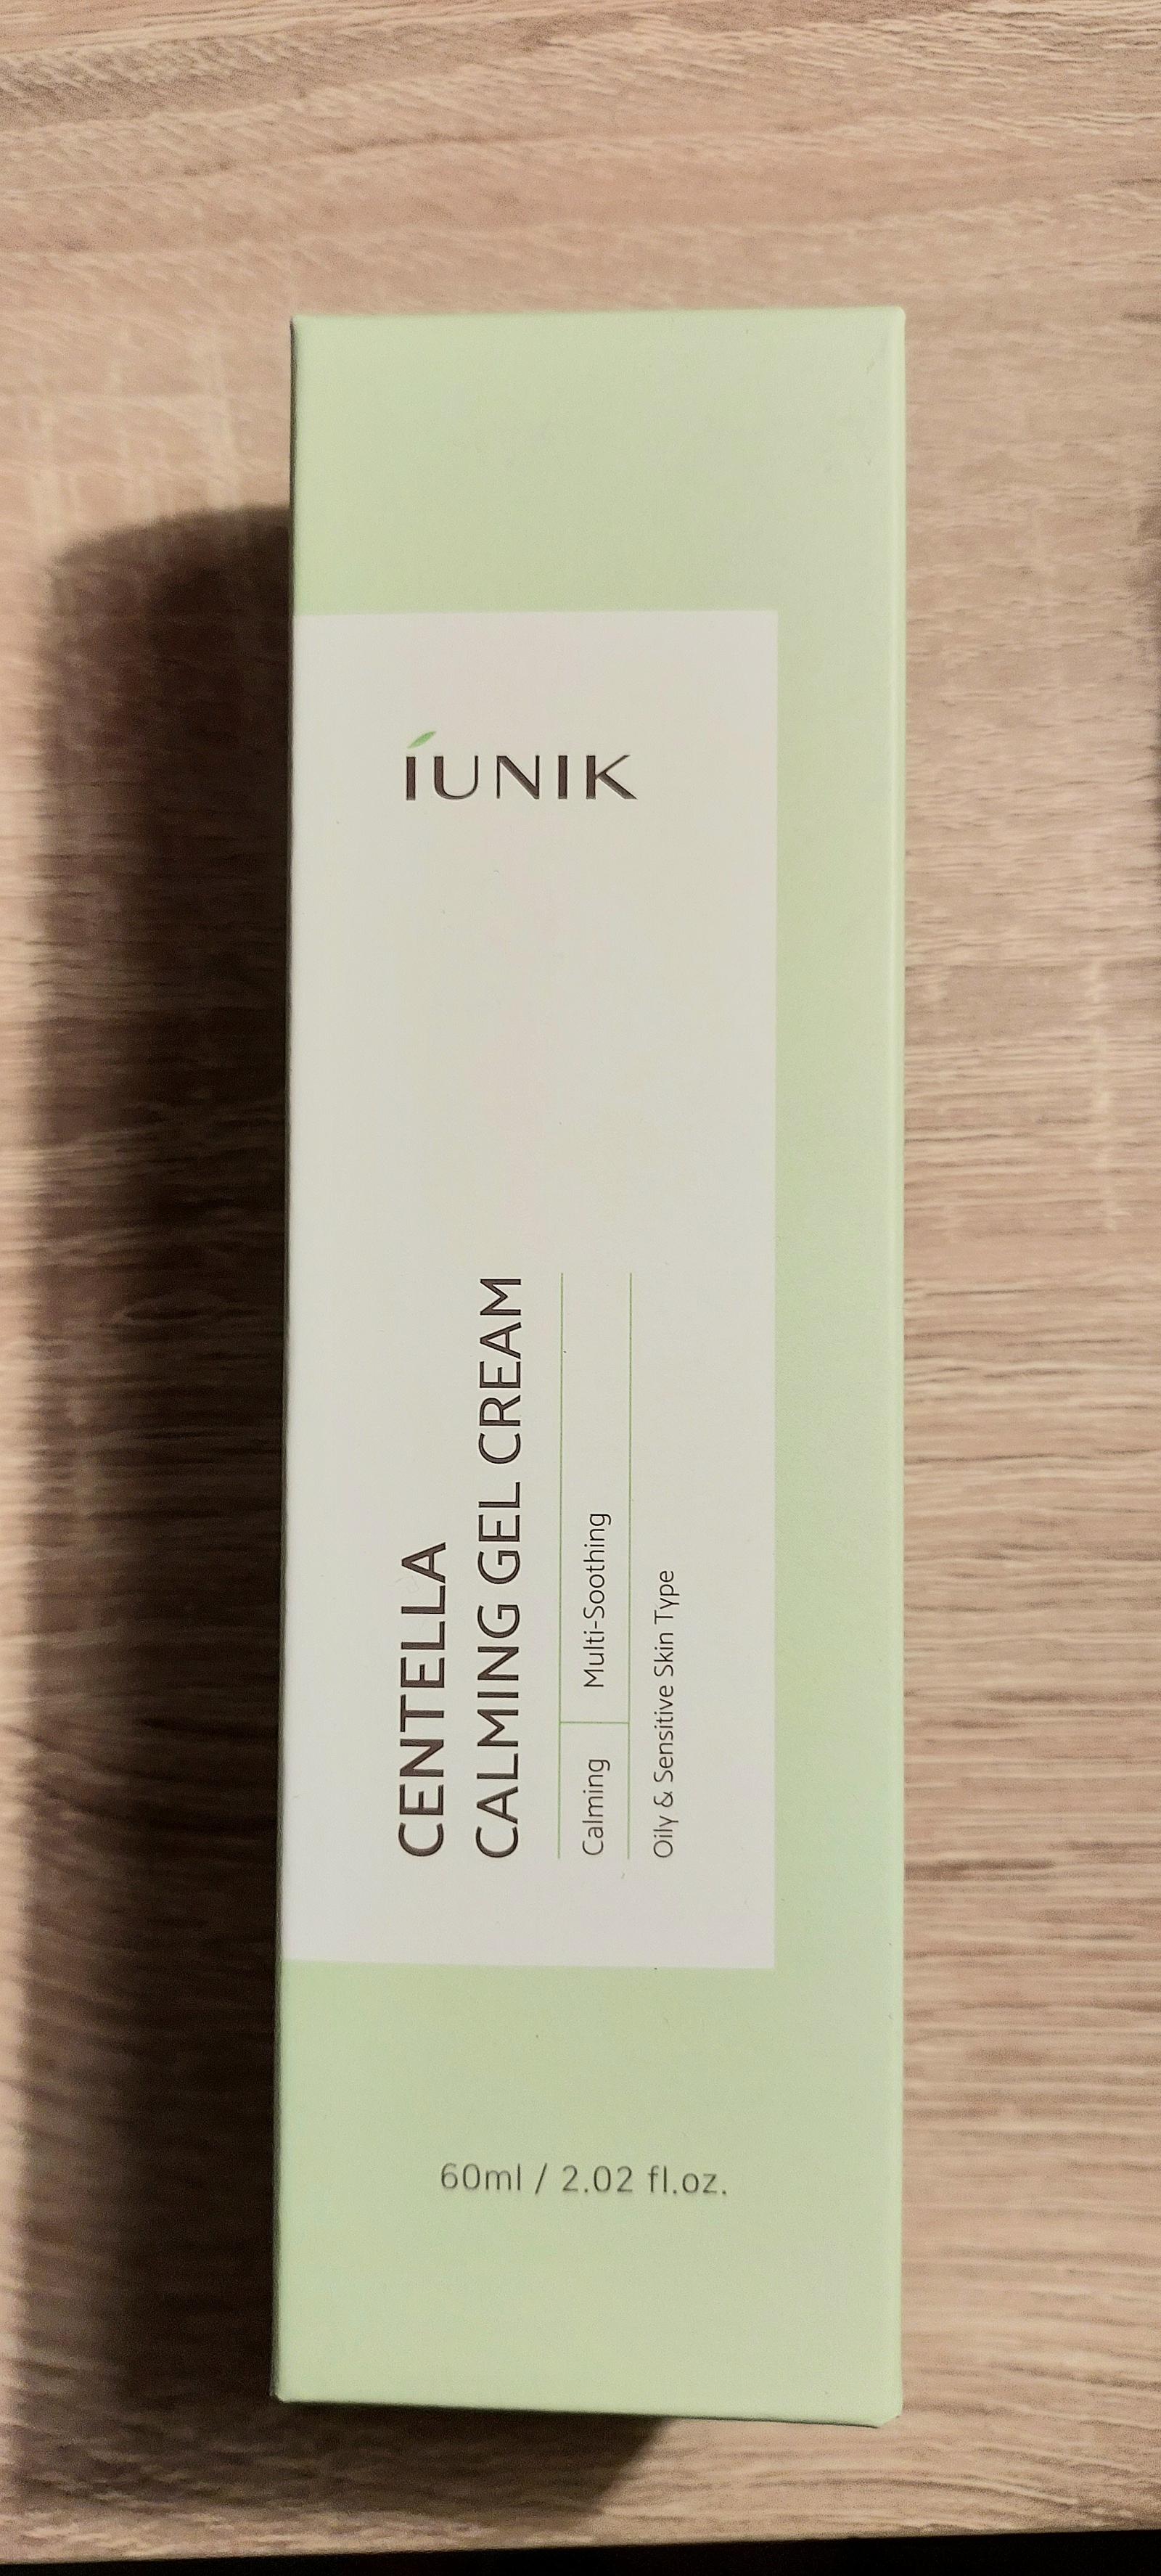 iUNIK
CENTELLA
CALMING GEL CREAM
Calming Multi-Soothing
Oily & Sensitive Skin Type
60ml / 2.02 fl.oz.